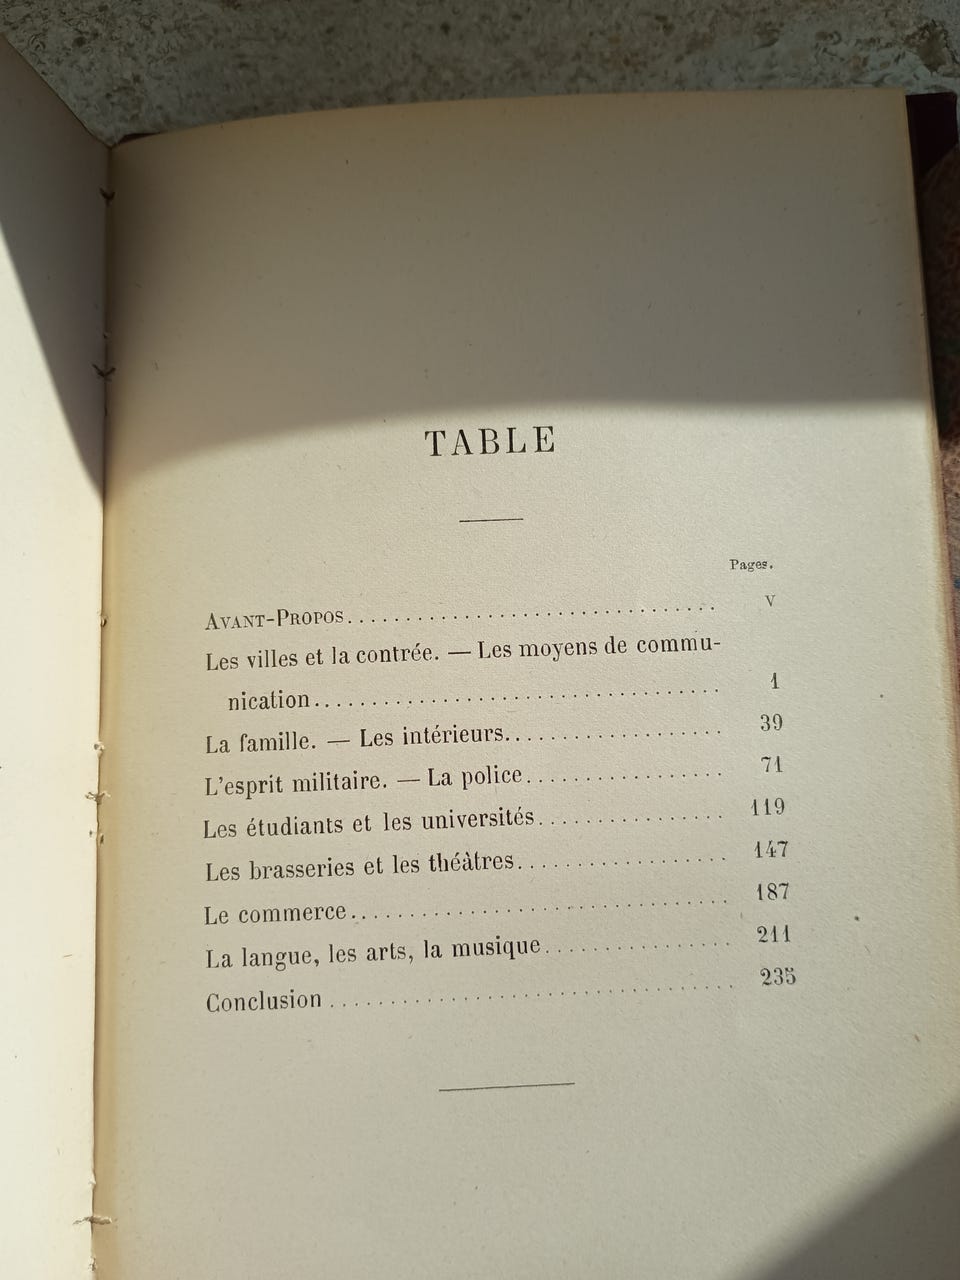 TABLE
Pages.
AVANT-PROPOS. . . . . . . . . . . . . . . . . . . . . . . . . . . . . . . V
Les villes et la contrée. — Les moyens de commu-
nication. . . . . . . . . . . . . . . . . . . . . . . . . . . . . . . . . . 1
La famille. — Les intérieurs. . . . . . . . . . . . . . . . . . . 39
L'esprit militaire. — La police. . . . . . . . . . . . . . . . . 71
Les étudiants et les universités. . . . . . . . . . . . . . . . 119
Les brasseries et les théâtres. . . . . . . . . . . . . . . . . . 147
Le commerce. . . . . . . . . . . . . . . . . . . . . . . . . . . . . . . 187
La langue, les arts, la musique. . . . . . . . . . . . . . . . 211
Conclusion . . . . . . . . . . . . . . . . . . . . . . . . . . . . . . . . . 235